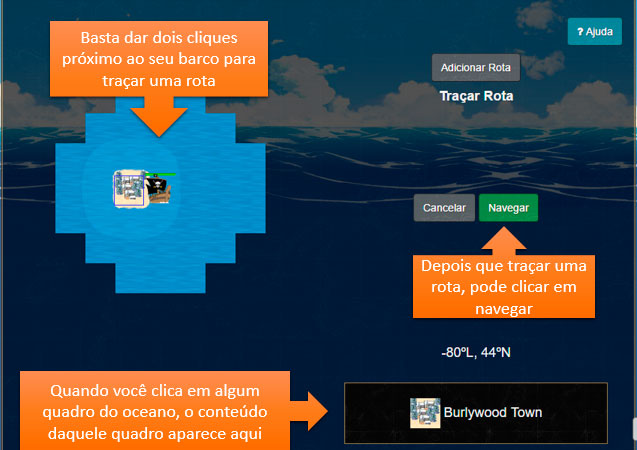 Basta dar dois cliques
próximo ao seu barco para
traçar uma rota
? Ajuda
Adicionar Rota
Traçar Rota
Cancelar
Navegar
Depois que traçar uma
rota, pode clicar em
navegar
-80ºL, 44ºN
Quando você clica em algum
quadro do oceano, o conteúdo
daquele quadro aparece aqui
Burlywood Town